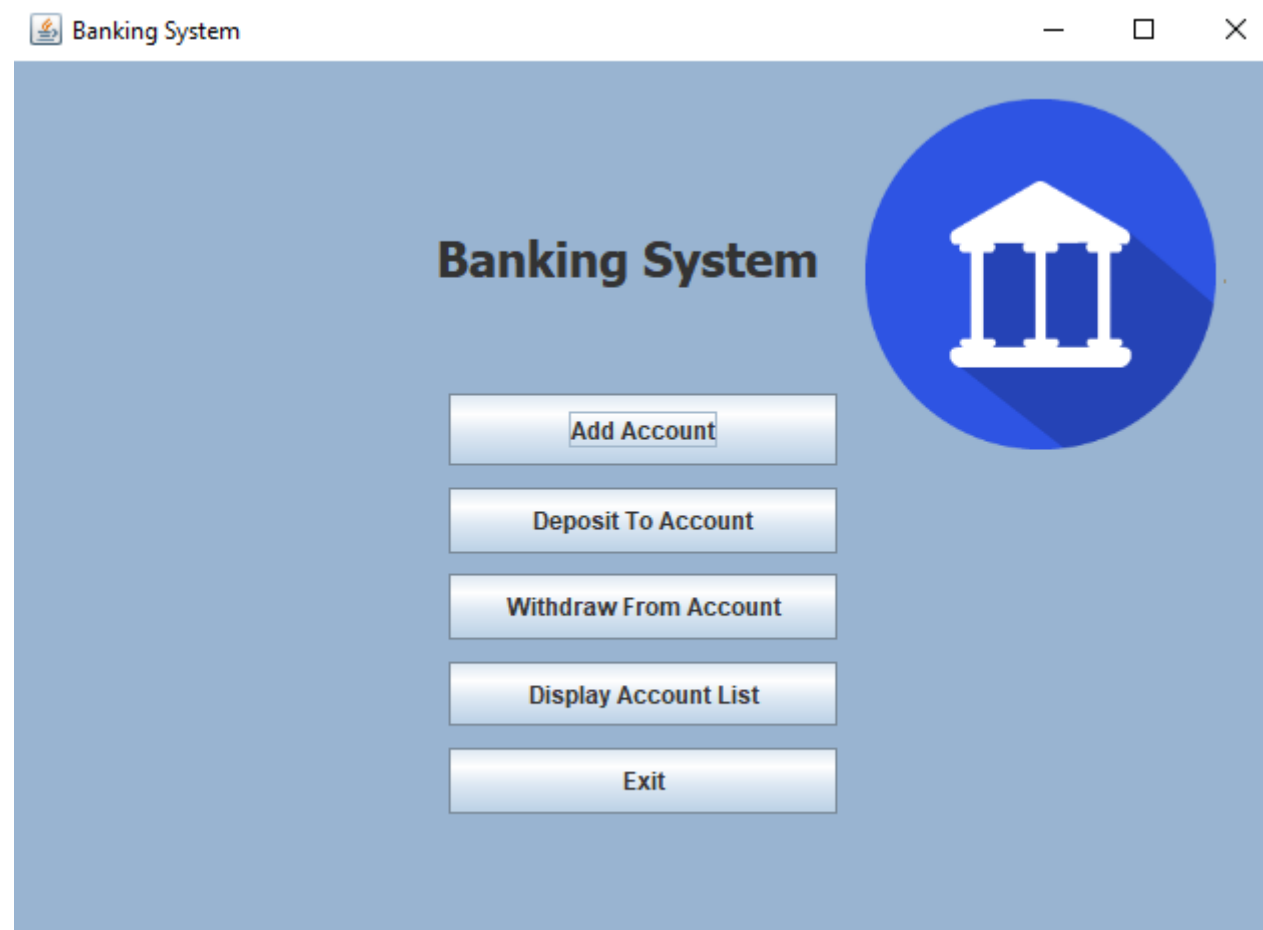 Banking System
Banking System
Add Account
Deposit To Account
Withdraw From Account
Display Account List
Exit